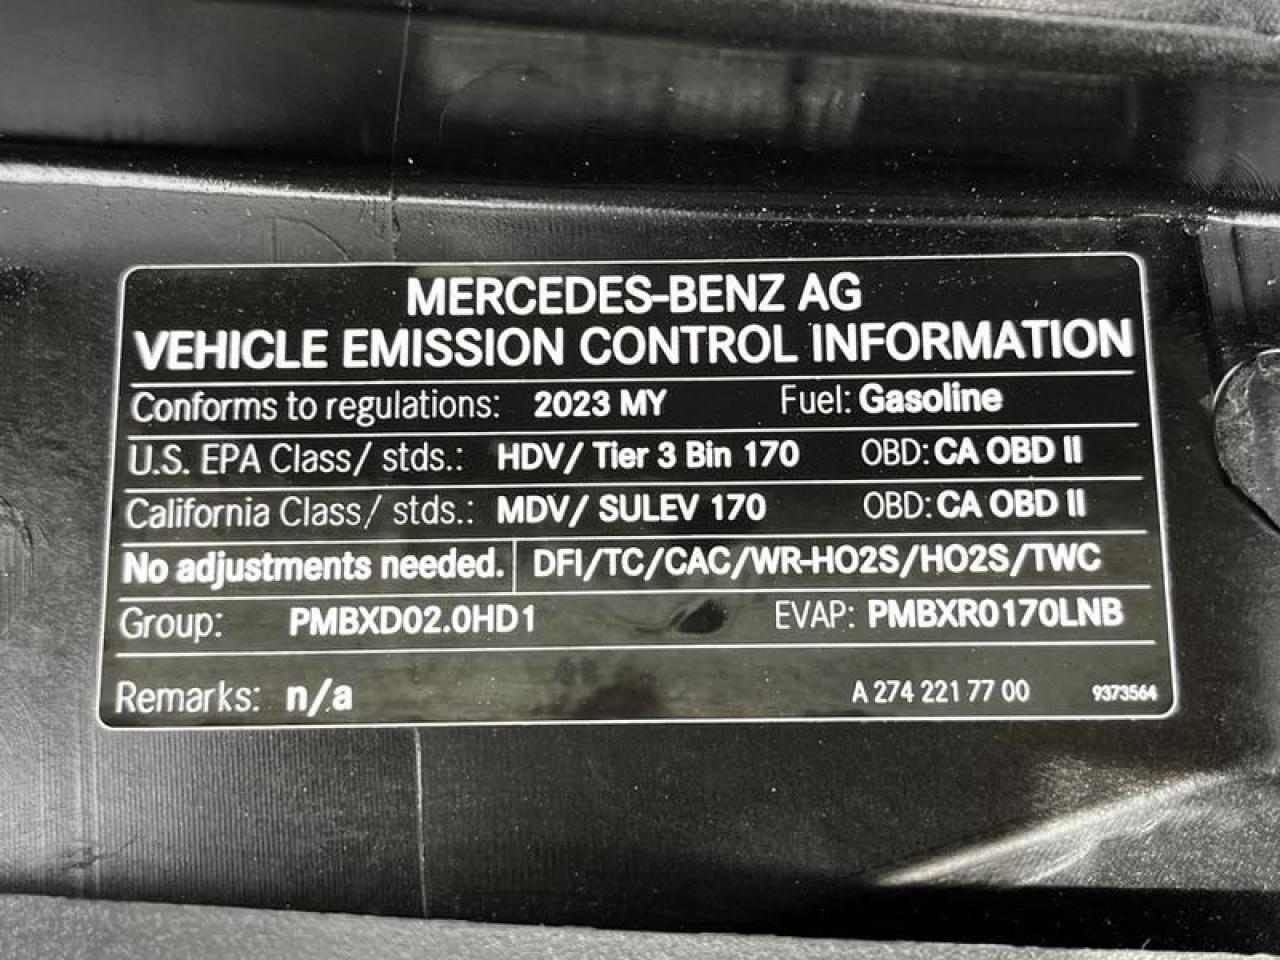 MERCEDES-BENZ AG
VEHICLE EMISSION CONTROL INFORMATION
Conforms to regulations: 2023 MY Fuel: Gasoline
U.S. EPA Class/ stds.: HDV/ Tier 3 Bin 170 OBD: CA OBD II
California Class/ stds.: MDV/ SULEV 170 OBD: CA OBD II
No adjustments needed. DFI/TC/CAC/WR-HO2S/HO2S/TWC
Group: PMBXD02.0HD1 EVAP: PMBXR0170LNB
Remarks: n/a A 274 221 77 00 9373564